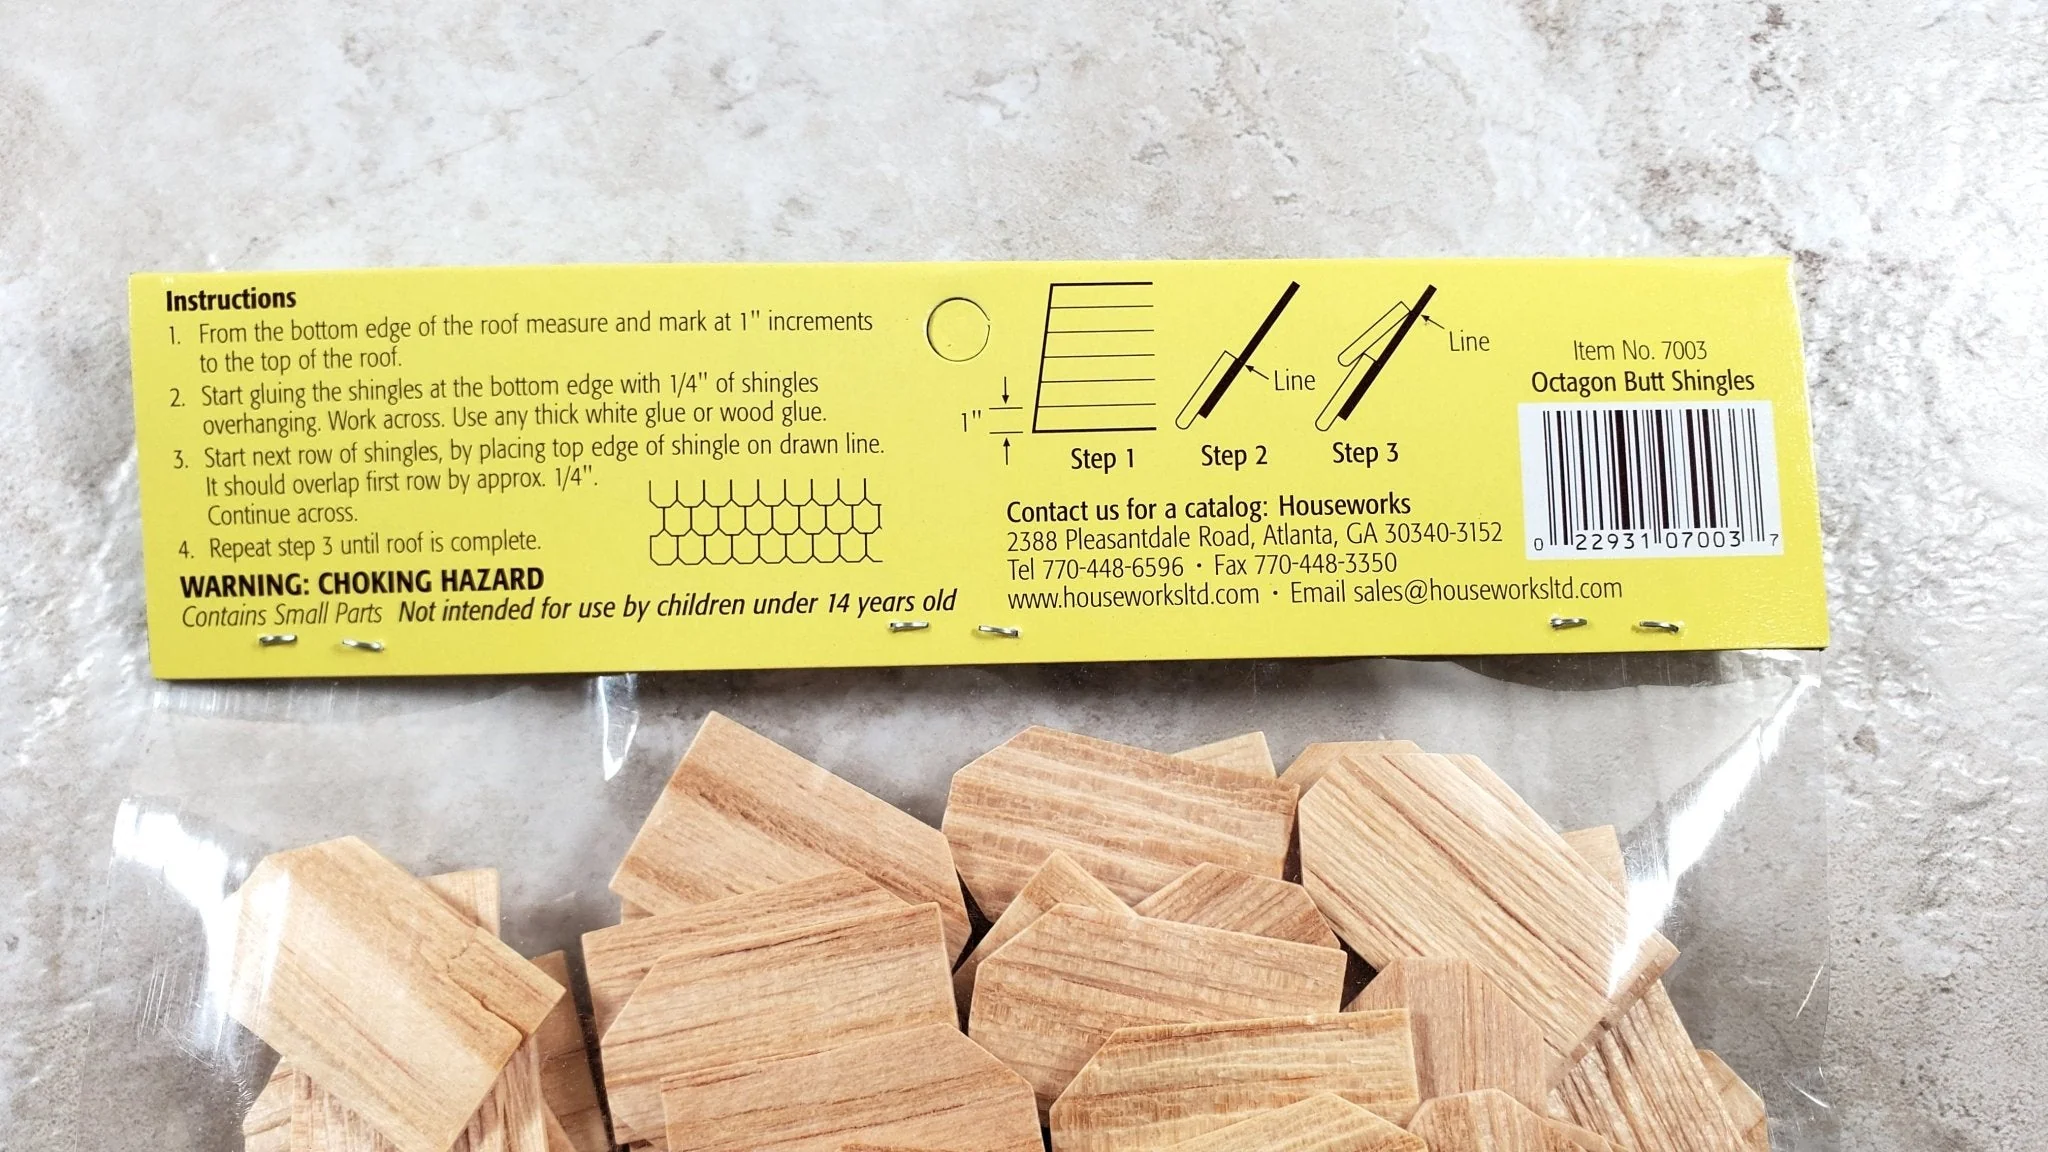 Instructions
1. From the bottom edge of the roof measure and mark at 1" increments
to the top of the roof.
2. Start gluing the shingles at the bottom edge with 1/4" of shingles
overhanging. Work across. Use any thick white glue or wood glue.
3. Start next row of shingles, by placing top edge of shingle on drawn line.
It should overlap first row by approx. 1/4".
Continue across.
4. Repeat step 3 until roof is complete.
WARNING: CHOKING HAZARD
Contains Small Parts Not intended for use by children under 14 years old
1"
Step 1
Line
Step 2
Line
Step 3
Contact us for a catalog: Houseworks
2388 Pleasantdale Road, Atlanta, GA 30340-3152
Tel 770-448-6596 • Fax 770-448-3350
www.houseworksltd.com • Email sales@houseworksltd.com
Item No. 7003
Octagon Butt Shingles
0 22931 07003 7